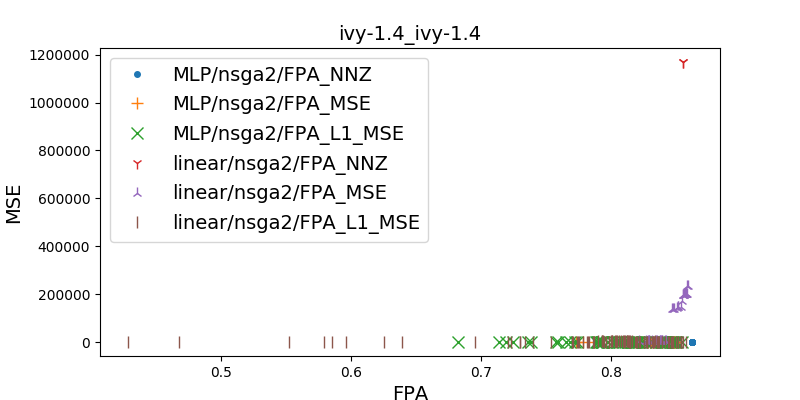 ivy-1.4_ivy-1.4
1200000
1000000
800000
600000
400000
200000
0
MSE
MLP/nsga2/FPA_NNZ
MLP/nsga2/FPA_MSE
MLP/nsga2/FPA_L1_MSE
linear/nsga2/FPA_NNZ
linear/nsga2/FPA_MSE
linear/nsga2/FPA_L1_MSE
0.5 0.6 0.7 0.8
FPA